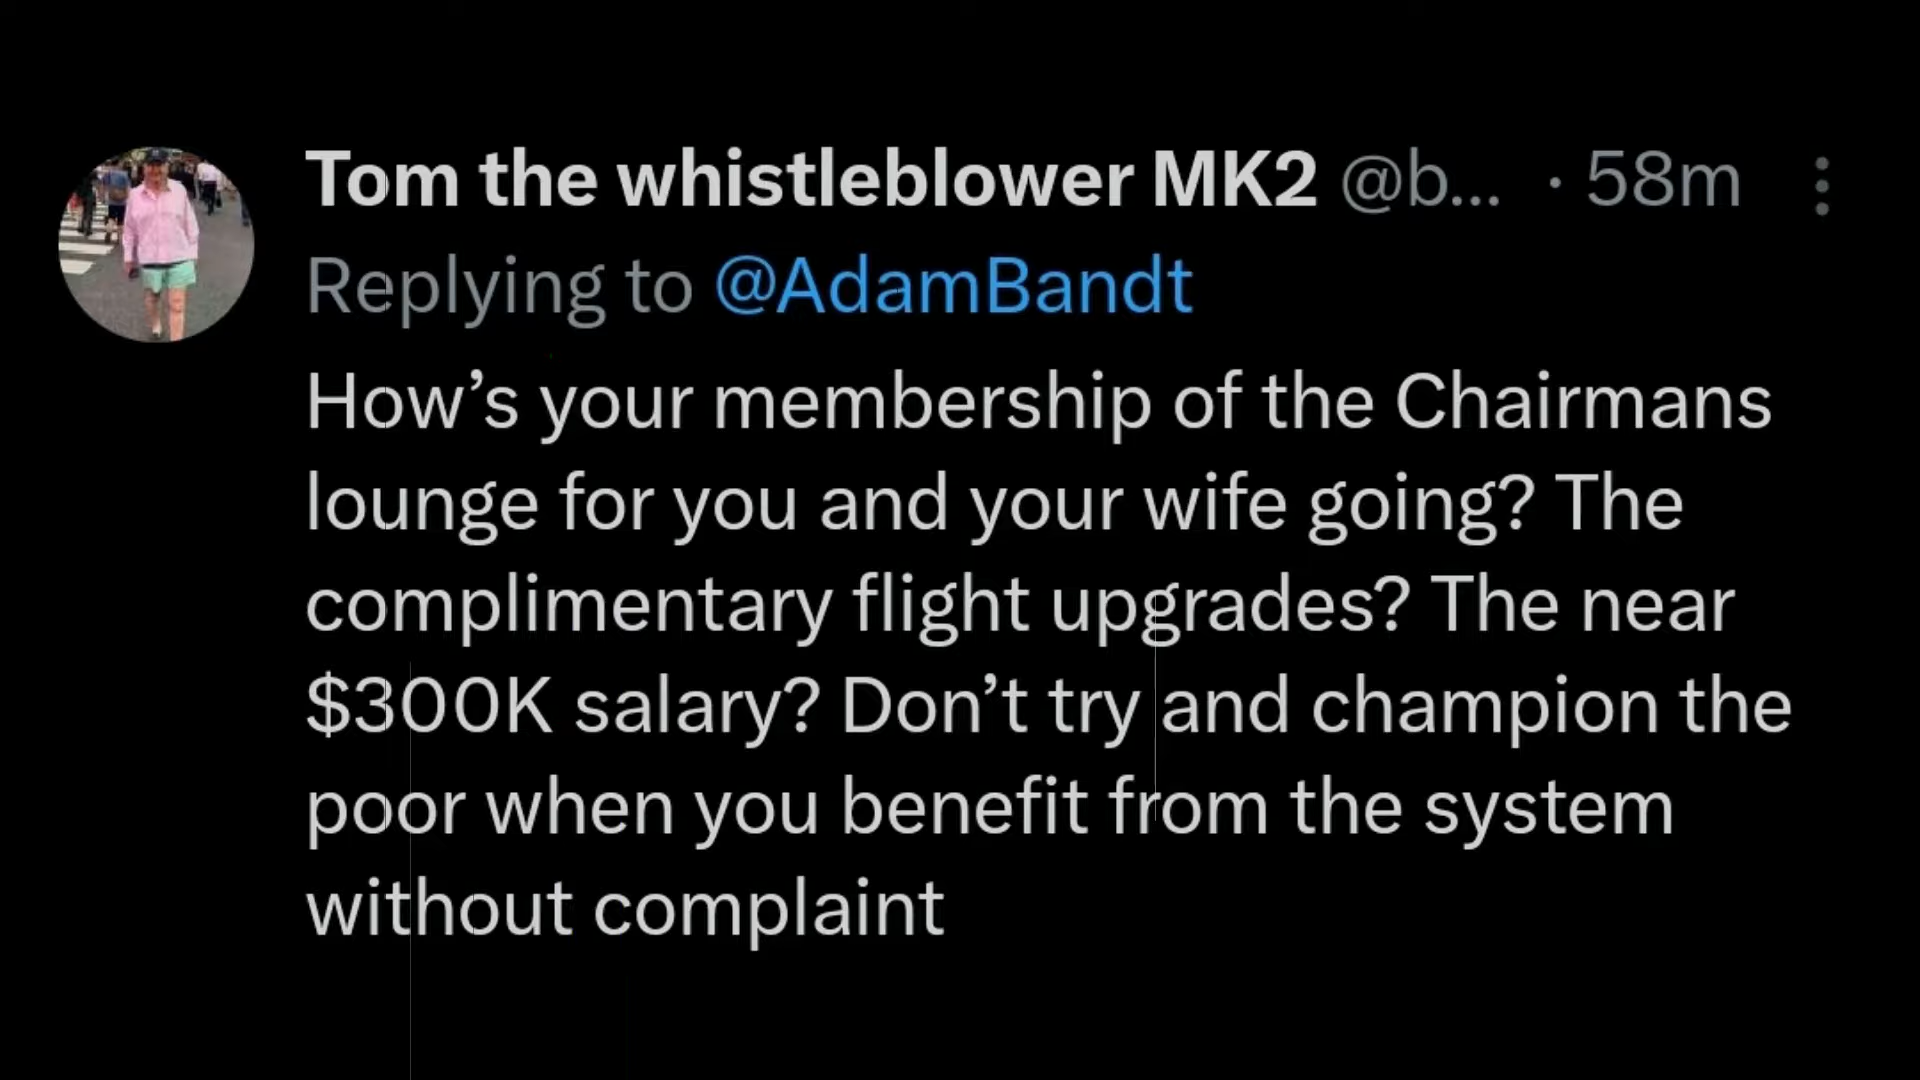 Tom the whistleblower MK2 @b... · 58m
Replying to @AdamBandt
How’s your membership of the Chairmans
lounge for you and your wife going? The
complimentary flight upgrades? The near
$300K salary? Don’t try and champion the
poor when you benefit from the system
without complaint